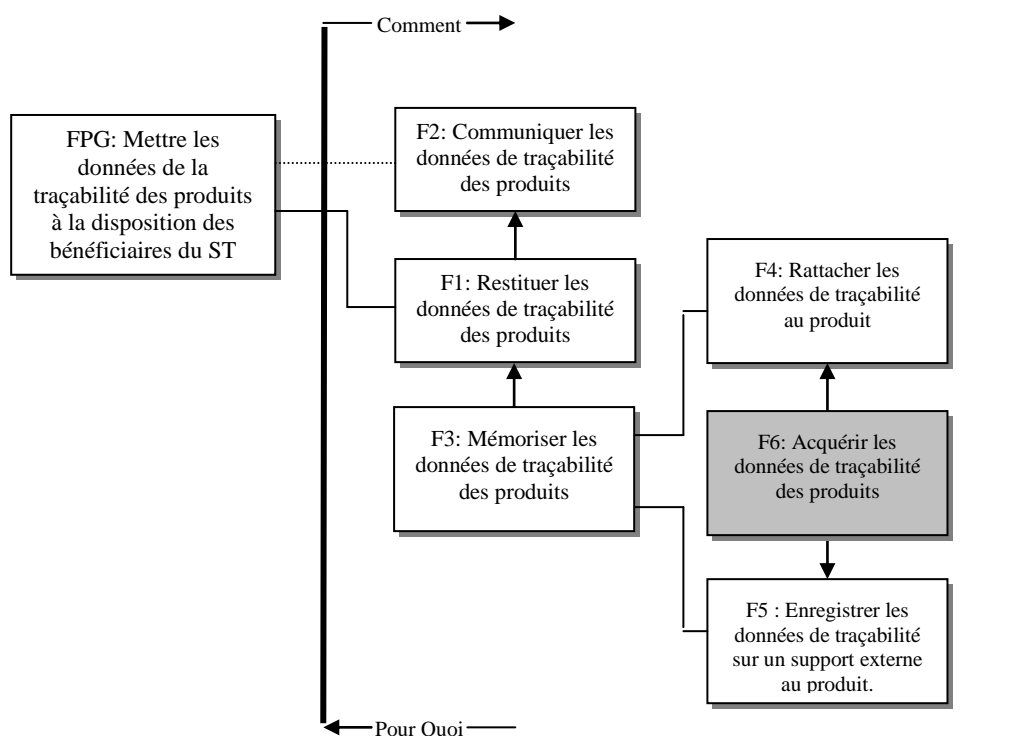 Comment
FPG: Mettre les
données de la
traçabilité des produits
à la disposition des
bénéficiaires du ST
F2: Communiquer les
données de traçabilité
des produits
F1: Restituer les
données de traçabilité
des produits
F3: Mémoriser les
données de traçabilité
des produits
F4: Rattacher les
données de traçabilité
au produit
F6: Acquérir les
données de traçabilité
des produits
F5 : Enregistrer les
données de traçabilité
sur un support externe
au produit.
Pour Quoi